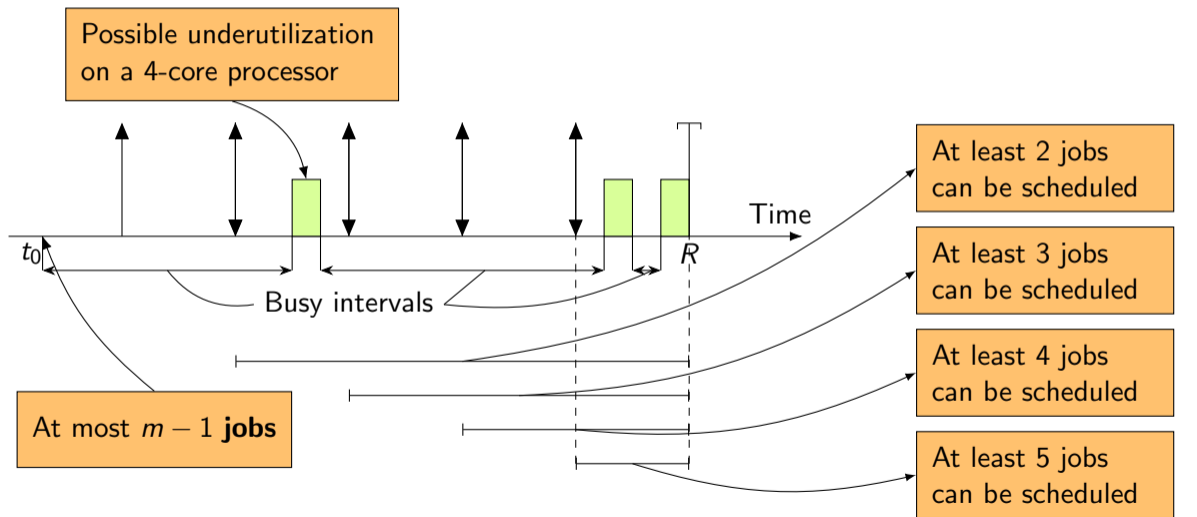 Possible underutilization
on a 4-core processor
At least 2 jobs
can be scheduled
Time
t₀
R
At least 3 jobs
can be scheduled
Busy intervals
At least 4 jobs
can be scheduled
At most m − 1 jobs
At least 5 jobs
can be scheduled